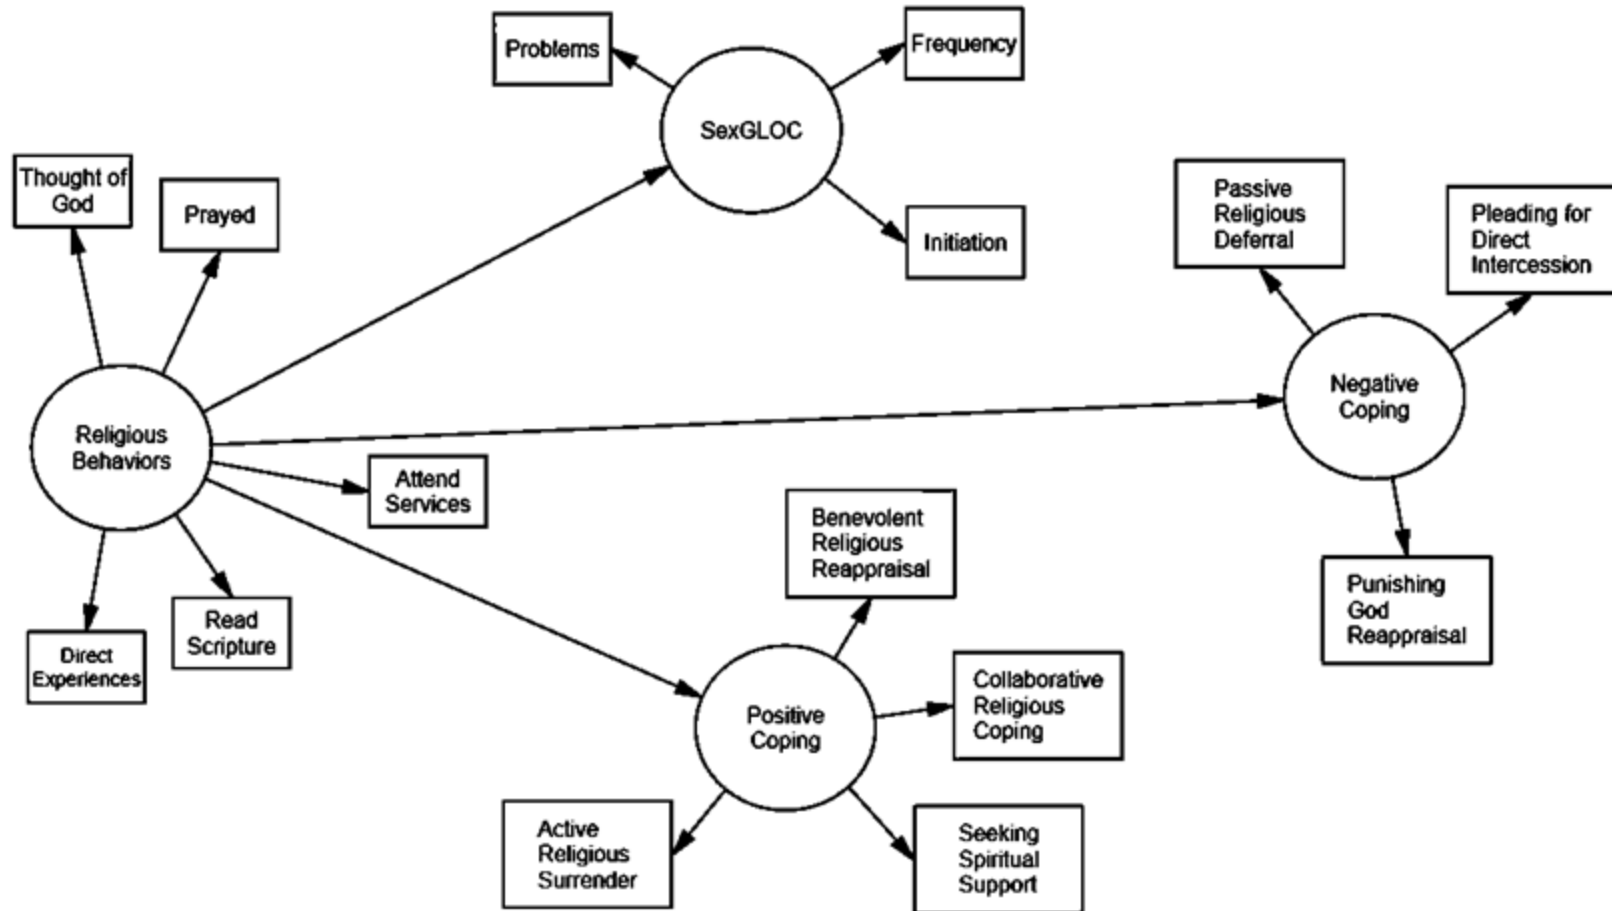 Problems
Frequency
SexGLOC
Initiation
Thought of
God
Prayed
Passive
Religious
Deferral
Pleading for
Direct
Intercession
Negative
Coping
Religious
Behaviors
Attend
Services
Benevolent
Religious
Reappraisal
Punishing
God
Reappraisal
Read
Scripture
Direct
Experiences
Collaborative
Religious
Coping
Positive
Coping
Active
Religious
Surrender
Seeking
Spiritual
Support